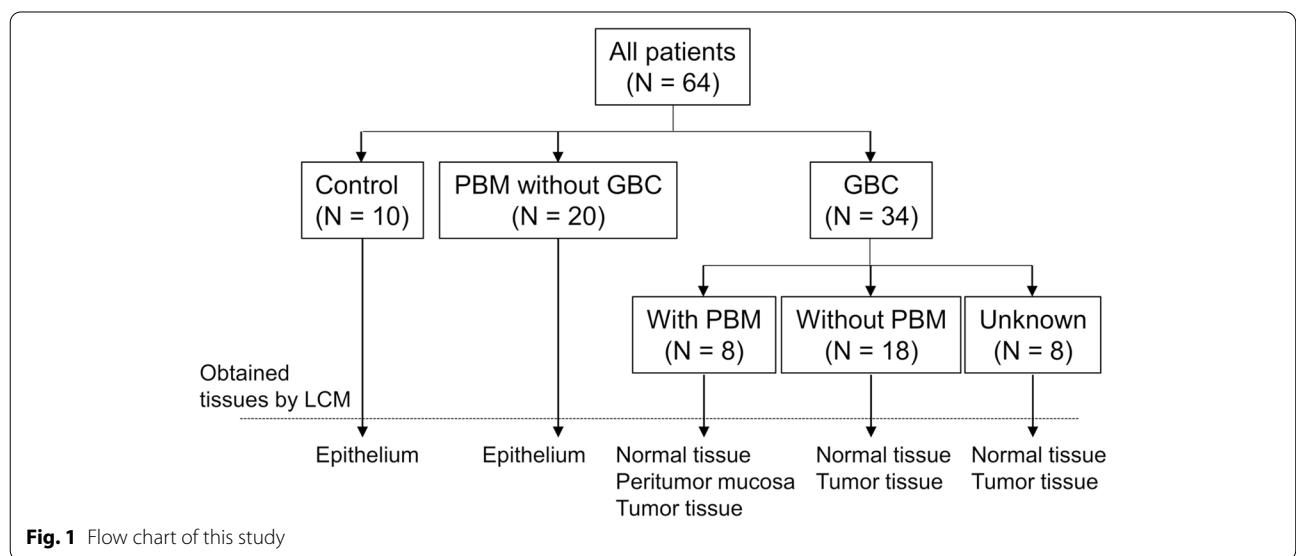 All patients
(N = 64)
Control
(N = 10)
PBM without GBC
(N = 20)
GBC
(N = 34)
With PBM
(N = 8)
Without PBM
(N = 18)
Unknown
(N = 8)
Obtained
tissues by LCM
Epithelium
Epithelium
Normal tissue
Peritumor mucosa
Tumor tissue
Normal tissue
Tumor tissue
Normal tissue
Tumor tissue
Fig. 1 Flow chart of this study